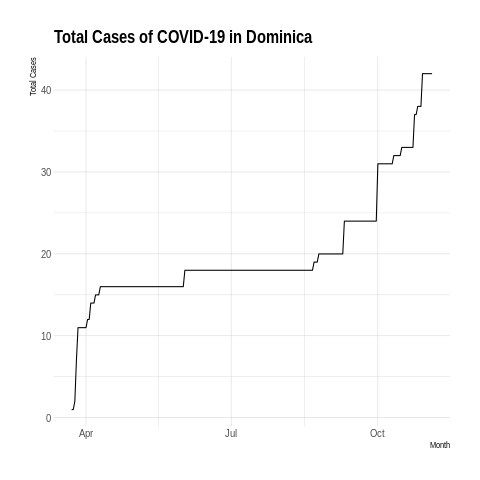 Total Cases of COVID-19 in Dominica
Total Cases
40
30
20
10
0
Apr
Jul
Oct
Month